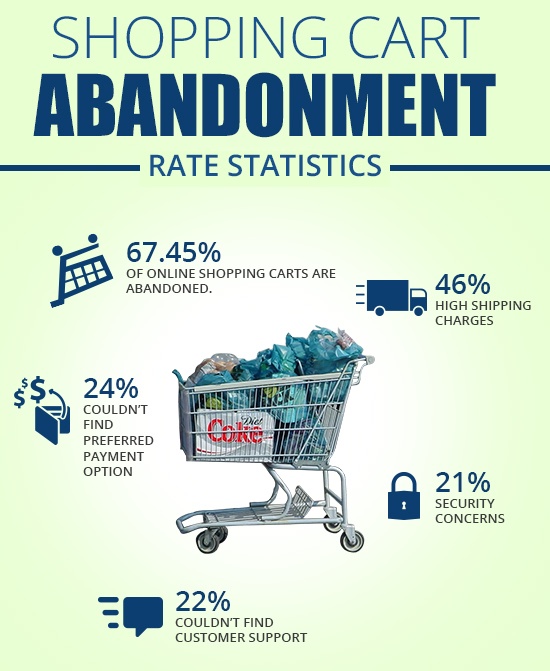 SHOPPING CART
ABANDONMENT
RATE STATISTICS
67.45%
OF ONLINE SHOPPING CARTS ARE
ABANDONED.
46%
HIGH SHIPPING
CHARGES
$$$
24%
COULDN'T
FIND
PREFERRED
PAYMENT
OPTION
Diet
Coke
21%
SECURITY
CONCERNS
22%
COULDN'T FIND
CUSTOMER SUPPORT